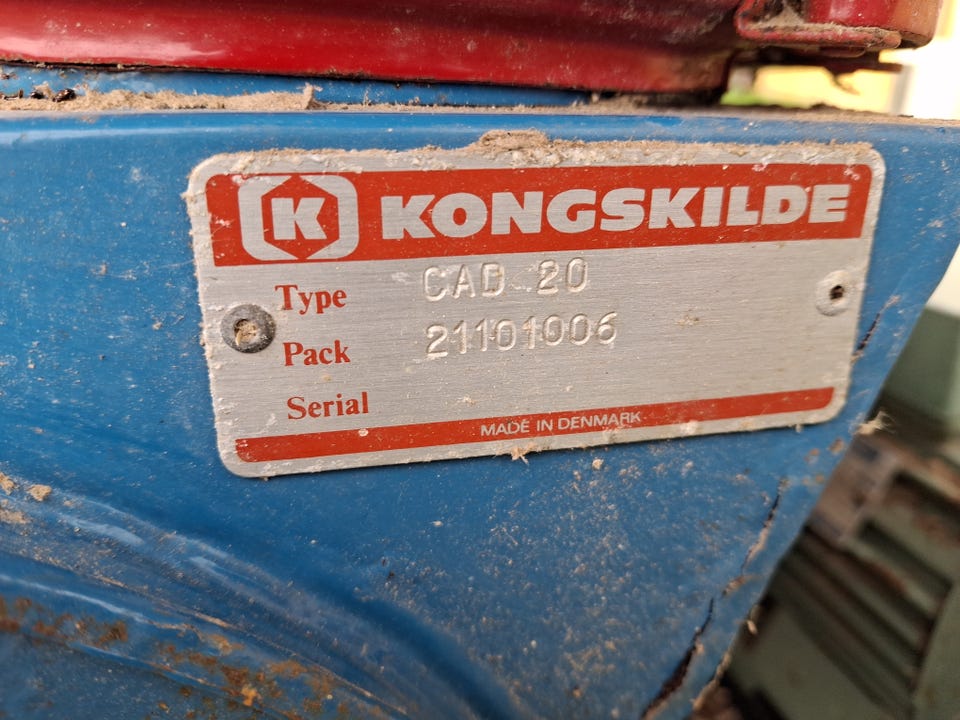 K KONGSKILDE
Type CAD 20
Pack 21101006
Serial
MADE IN DENMARK